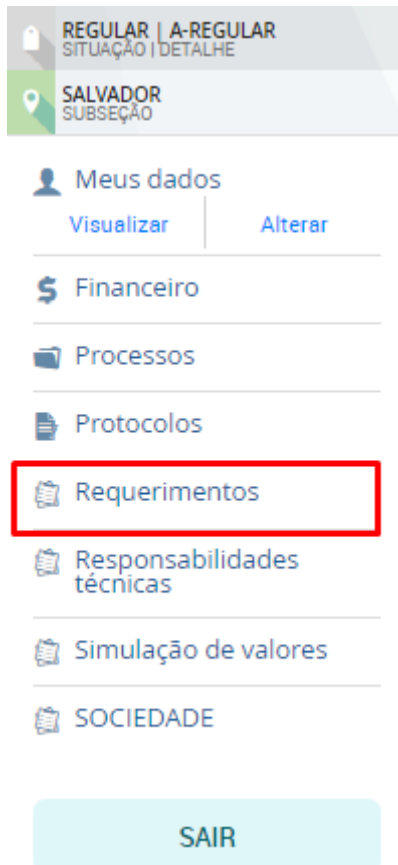 REGULAR | A-REGULAR
SITUAÇÃO | DETALHE
SALVADOR
SUBSEÇÃO
Meus dados
Visualizar Alterar
Financeiro
Processos
Protocolos
Requerimentos
Responsabilidades
técnicas
Simulação de valores
SOCIEDADE
SAIR